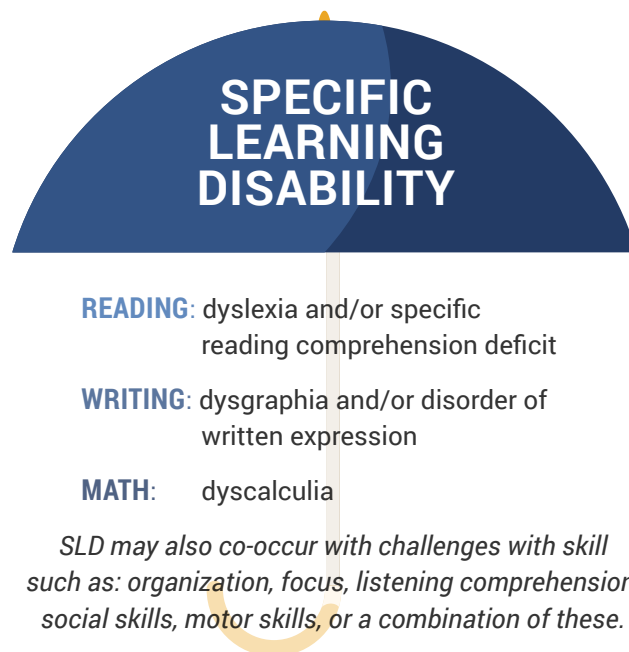 SPECIFIC
LEARNING
DISABILITY
READING: dyslexia and/or specific
reading comprehension deficit
WRITING: dysgraphia and/or disorder of
written expression
MATH: dyscalculia
SLD may also co-occur with challenges with skill
such as: organization, focus, listening comprehension
social skills, motor skills, or a combination of these.